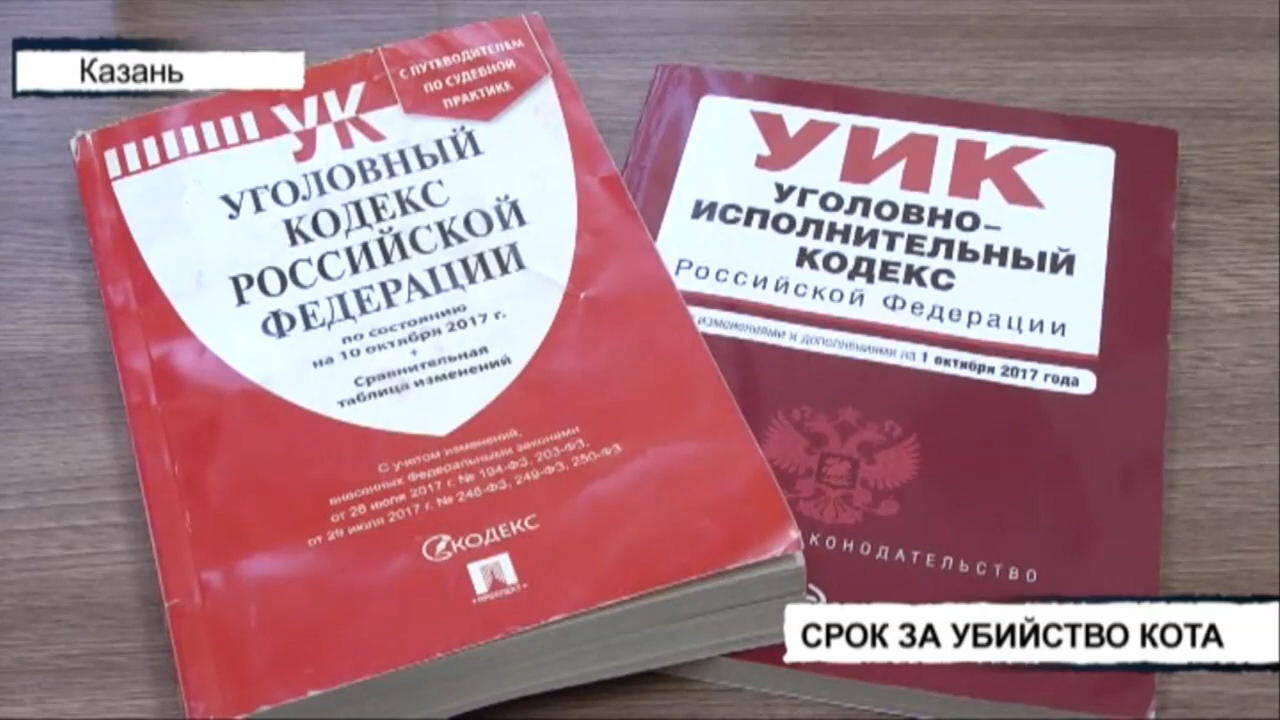 Казань
С ПУТЕВОДИТЕЛЕМ
ПО СУДЕБНОЙ
ПРАКТИКЕ
УК
УГОЛОВНЫЙ
КОДЕКС
РОССИЙСКОЙ
ФЕДЕРАЦИИ
по состоянию
на 10 октября 2017 г.
+
Сравнительная
таблица изменений
С учетом изменений,
внесенных Федеральными законами
от 26 июля 2017 г. № 194-ФЗ, 203-ФЗ,
от 29 июля 2017 г. № 246-ФЗ, 249-ФЗ, 250-ФЗ
КОДЕКС
ПРОСПЕКТ
УИК
УГОЛОВНО-
ИСПОЛНИТЕЛЬНЫЙ
КОДЕКС
Российской Федерации
изменениями и дополнениями на 1 октября 2017 года
КОНОДАТЕЛЬСТВО
СРОК ЗА УБИЙСТВО КОТА